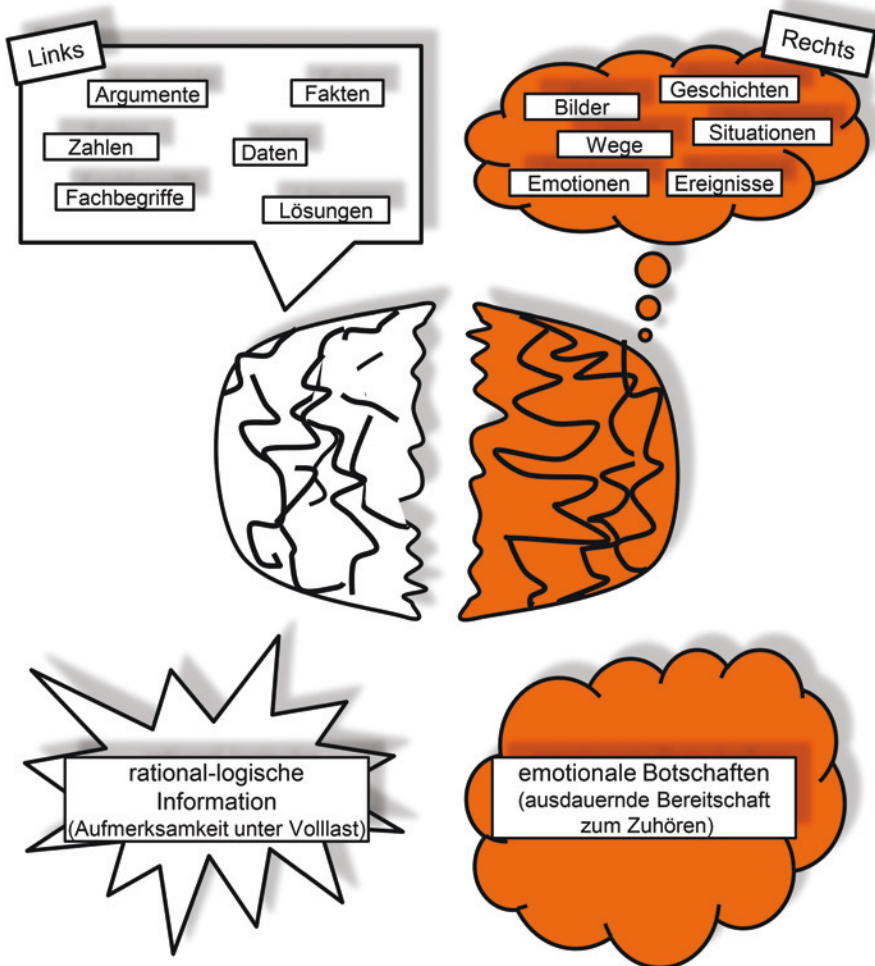 Links
Argumente
Fakten
Zahlen
Daten
Fachbegriffe
Lösungen
Rechts
Geschichten
Bilder
Situationen
Wege
Emotionen
Ereignisse
rational-logische
Information
(Aufmerksamkeit unter Volllast)
emotionale Botschaften
(ausdauernde Bereitschaft
zum Zuhören)